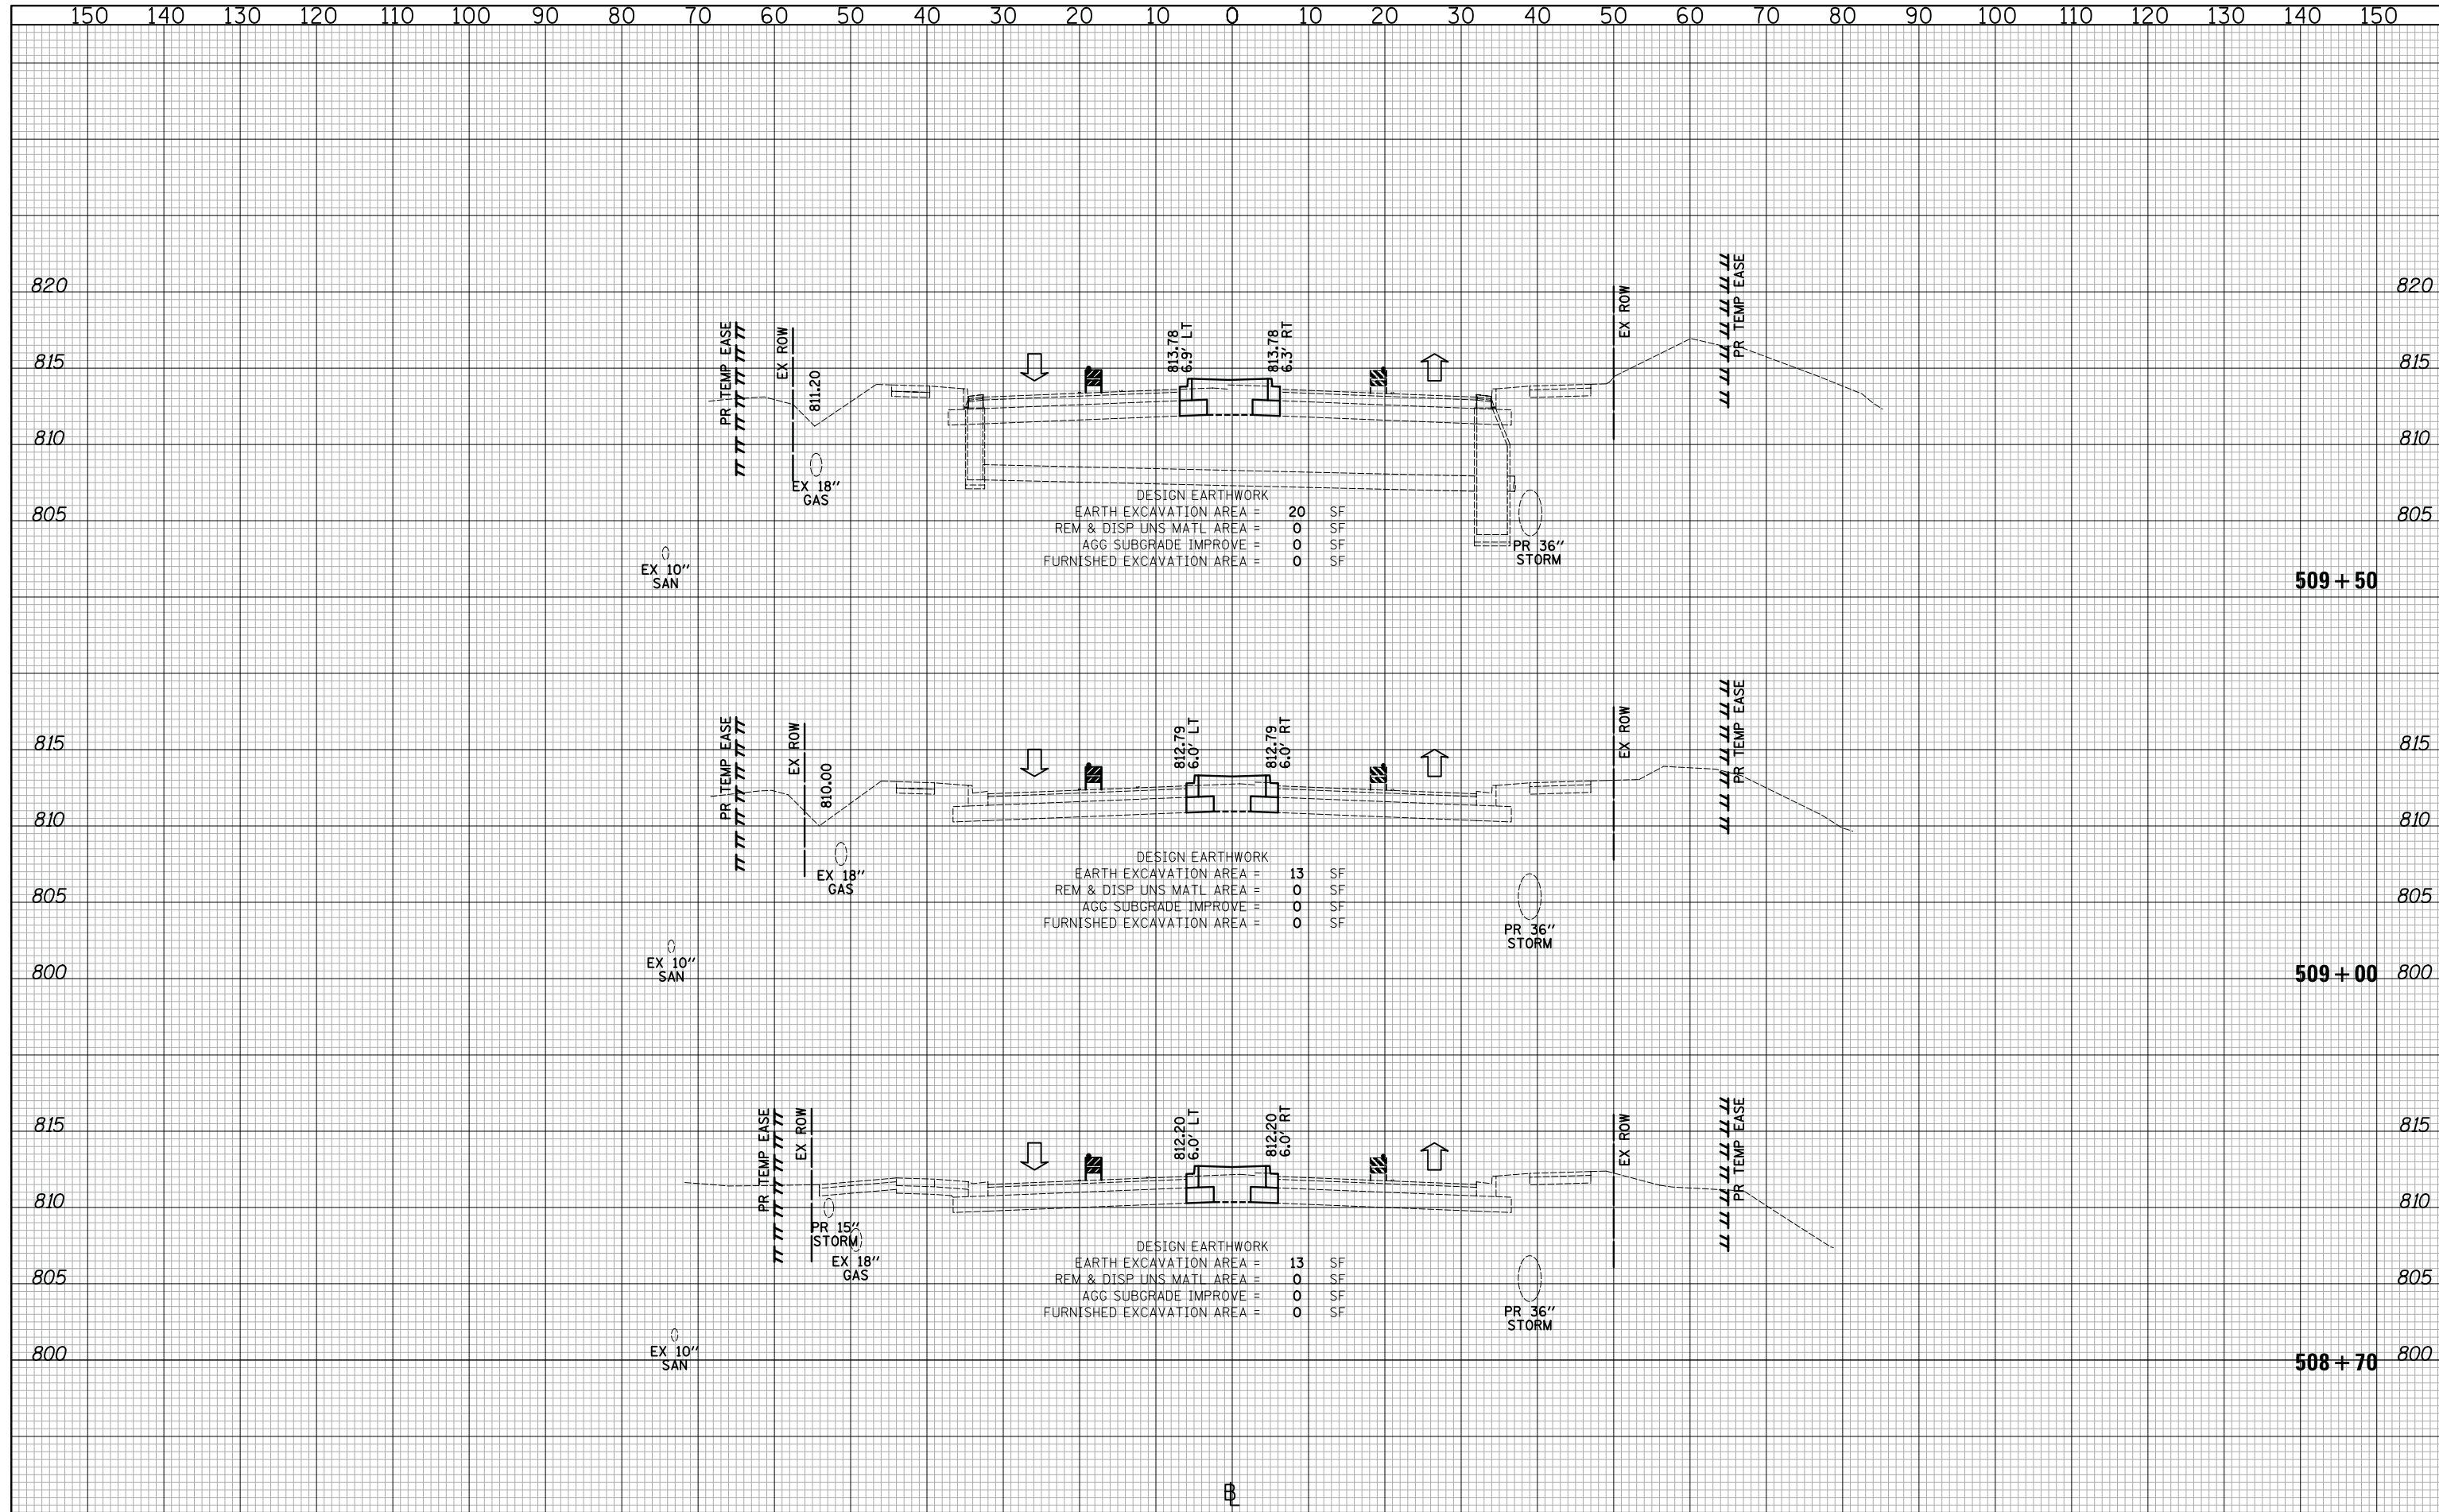 150 140 130 120 110 100 90 80 70 60 50 40 30 20 10 0 10 20 30 40 50 60 70 80 90 100 110 120 130 140 150
820 820
815 815
810 810
805 805
PR TEMP EASE
EX ROW
811.20
813.78
6.9' LT
813.78
6.3' RT
EX ROW
PR TEMP EASE
EX 18"
GAS
EX 10"
SAN
DESIGN EARTHWORK
EARTH EXCAVATION AREA = 20 SF
REM & DISP UNS MATL AREA = 0 SF
AGG SUBGRADE IMPROVE = 0 SF
FURNISHED EXCAVATION AREA = 0 SF
PR 36"
STORM
509+50
815 815
810 810
805 805
800 800
PR TEMP EASE
EX ROW
810.00
812.79
6.0' LT
812.79
6.0' RT
EX ROW
PR TEMP EASE
EX 18"
GAS
EX 10"
SAN
DESIGN EARTHWORK
EARTH EXCAVATION AREA = 13 SF
REM & DISP UNS MATL AREA = 0 SF
AGG SUBGRADE IMPROVE = 0 SF
FURNISHED EXCAVATION AREA = 0 SF
PR 36"
STORM
509+00
815 815
810 810
805 805
800 800
PR TEMP EASE
EX ROW
812.20
6.0' LT
812.20
6.0' RT
EX ROW
PR TEMP EASE
PR 15"
STORM
EX 18"
GAS
EX 10"
SAN
DESIGN EARTHWORK
EARTH EXCAVATION AREA = 13 SF
REM & DISP UNS MATL AREA = 0 SF
AGG SUBGRADE IMPROVE = 0 SF
FURNISHED EXCAVATION AREA = 0 SF
PR 36"
STORM
508+70
BL